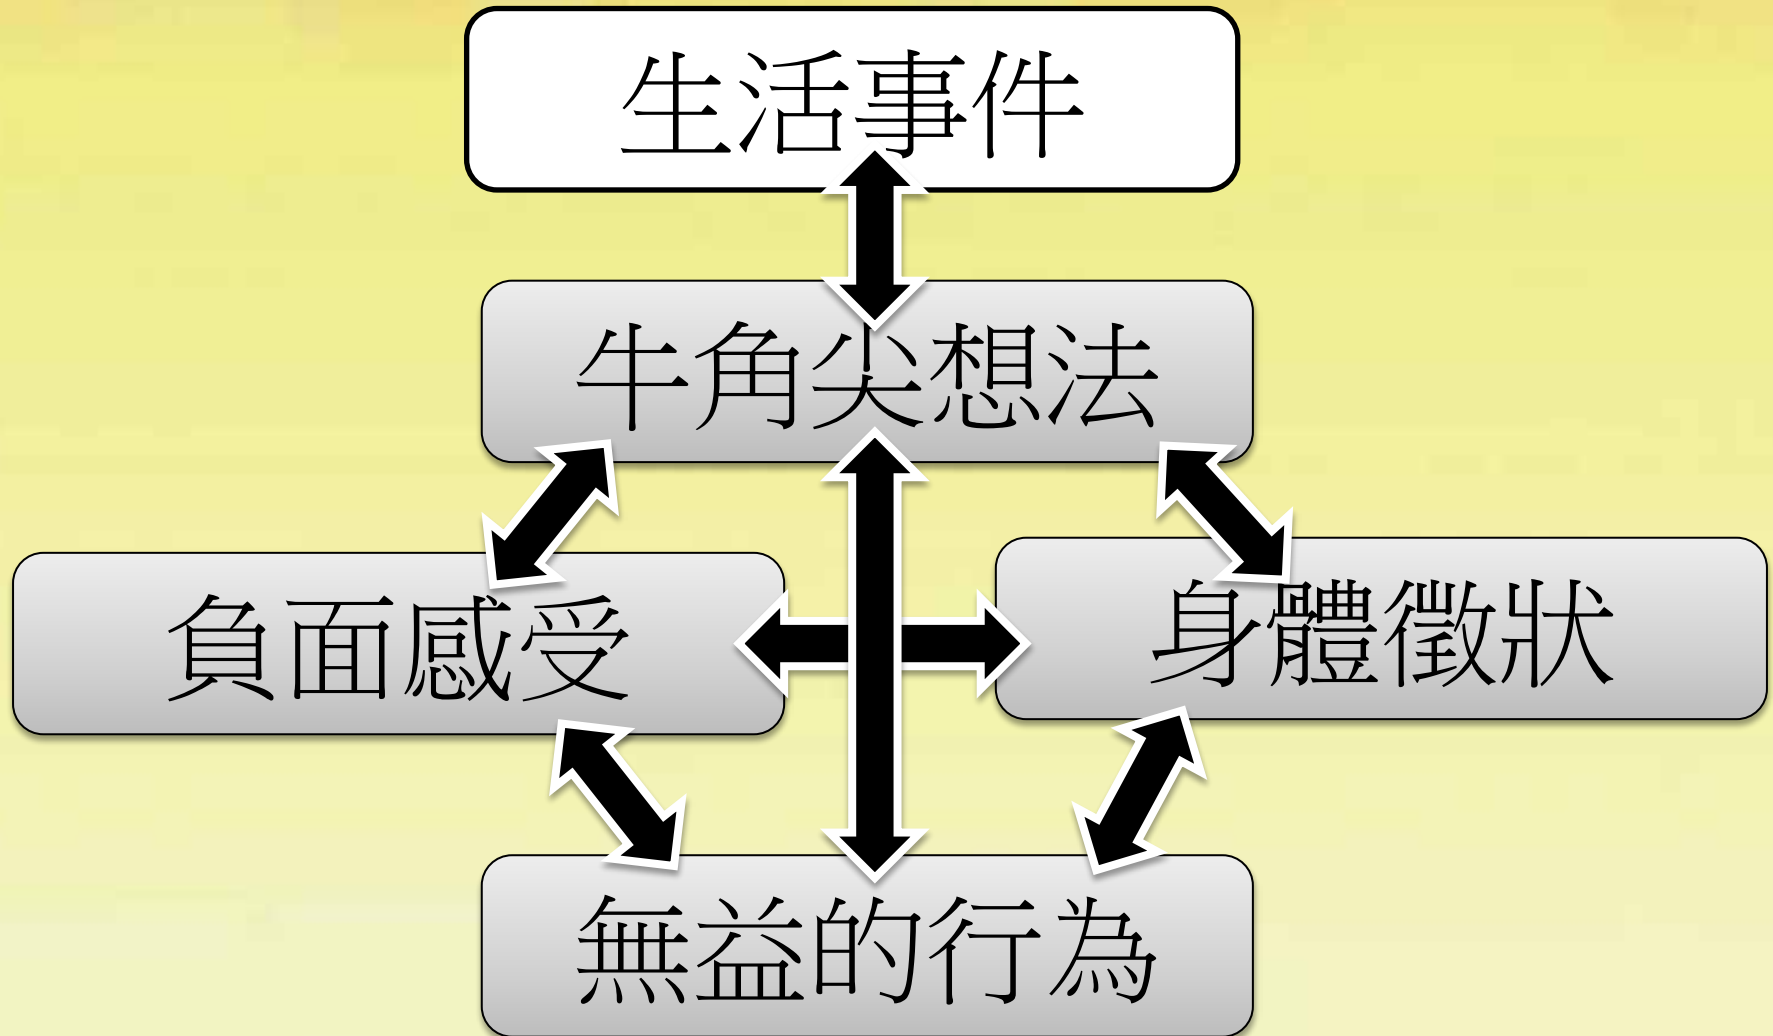 生活事件
牛角尖想法
負面感受
身體徵狀
無益的行為